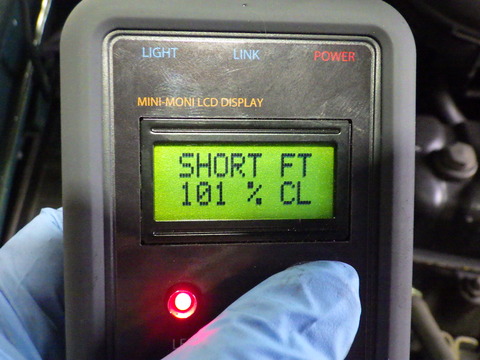 LIGHT LINK POWER
MINI-MONI LCD DISPLAY
SHORT FT
101 % CL